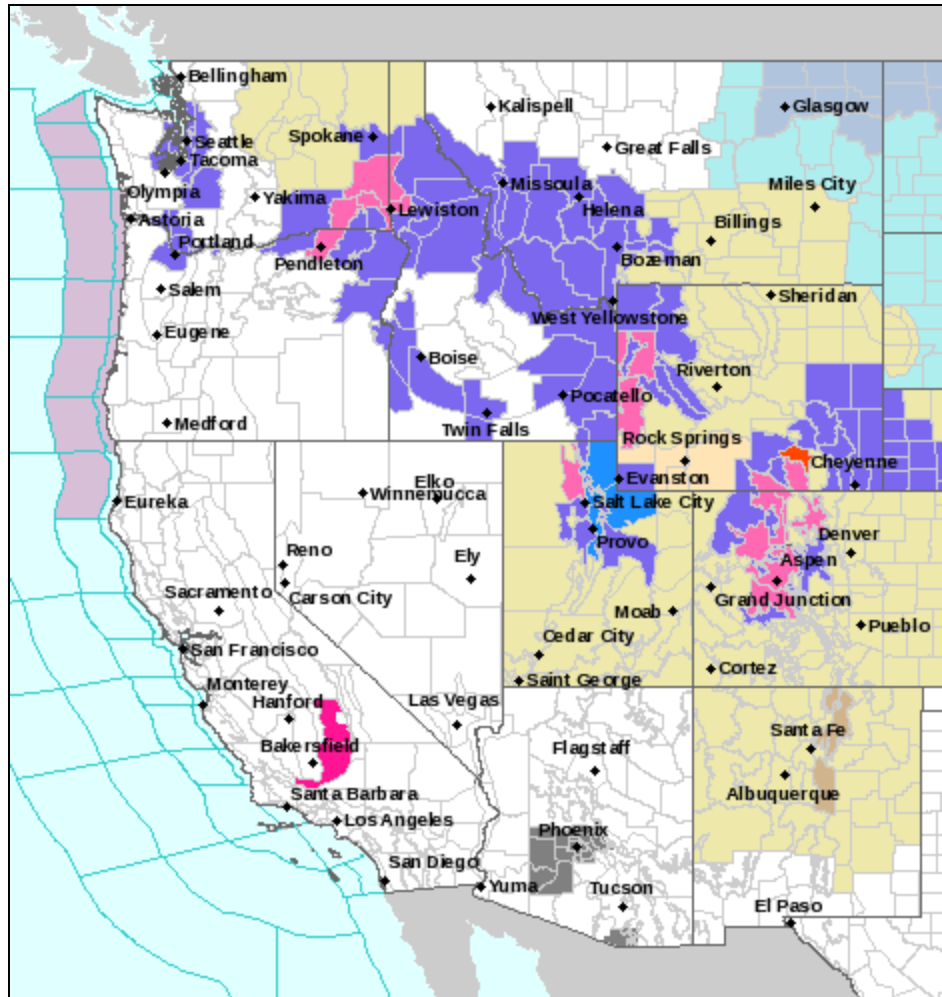 Bellingham
Kalispell
Glasgow
Spokane
Seattle
Great Falls
Tacoma
Olympia
Missoula
Miles City
Yakima
Lewiston
Helena
Astoria
Billings
Portland
Pendleton
Bozeman
Salem
Sheridan
West Yellowstone
Eugene
Boise
Riverton
Pocatello
Medford
Twin Falls
Rock Springs
Cheyenne
Elko
Evanston
Winnemucca
Eureka
Salt Lake City
Denver
Provo
Reno
Ely
Aspen
Sacramento
Carson City
Grand Junction
Moab
Pueblo
Cedar City
San Francisco
Cortez
Saint George
Monterey
Hanford
Las Vegas
Santa Fe
Bakersfield
Flagstaff
Santa Barbara
Albuquerque
Los Angeles
Phoenix
San Diego
Yuma
Tucson
El Paso